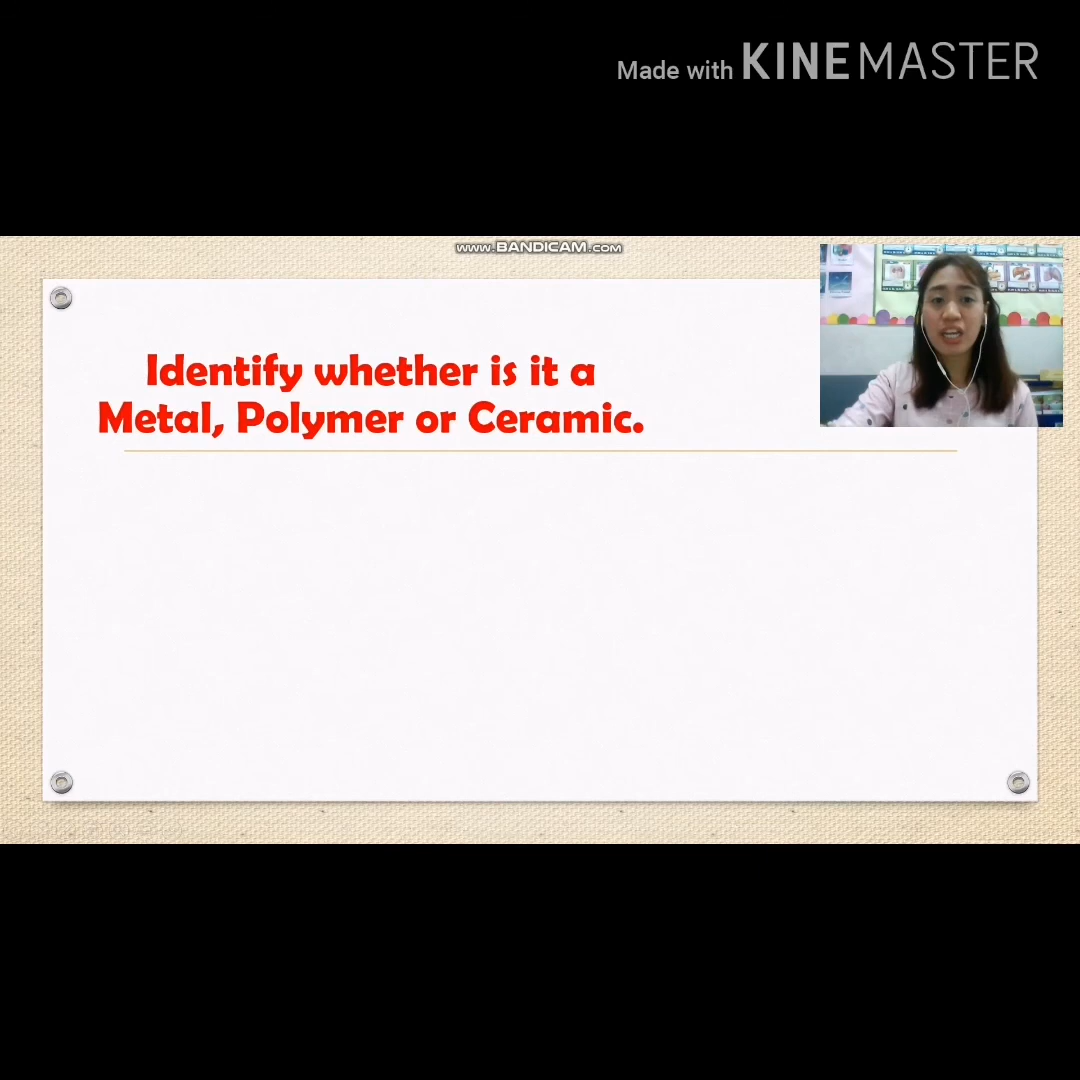 Made with KINEMASTER
www.BANDICAM.com
Identify whether is it a
Metal, Polymer or Ceramic.